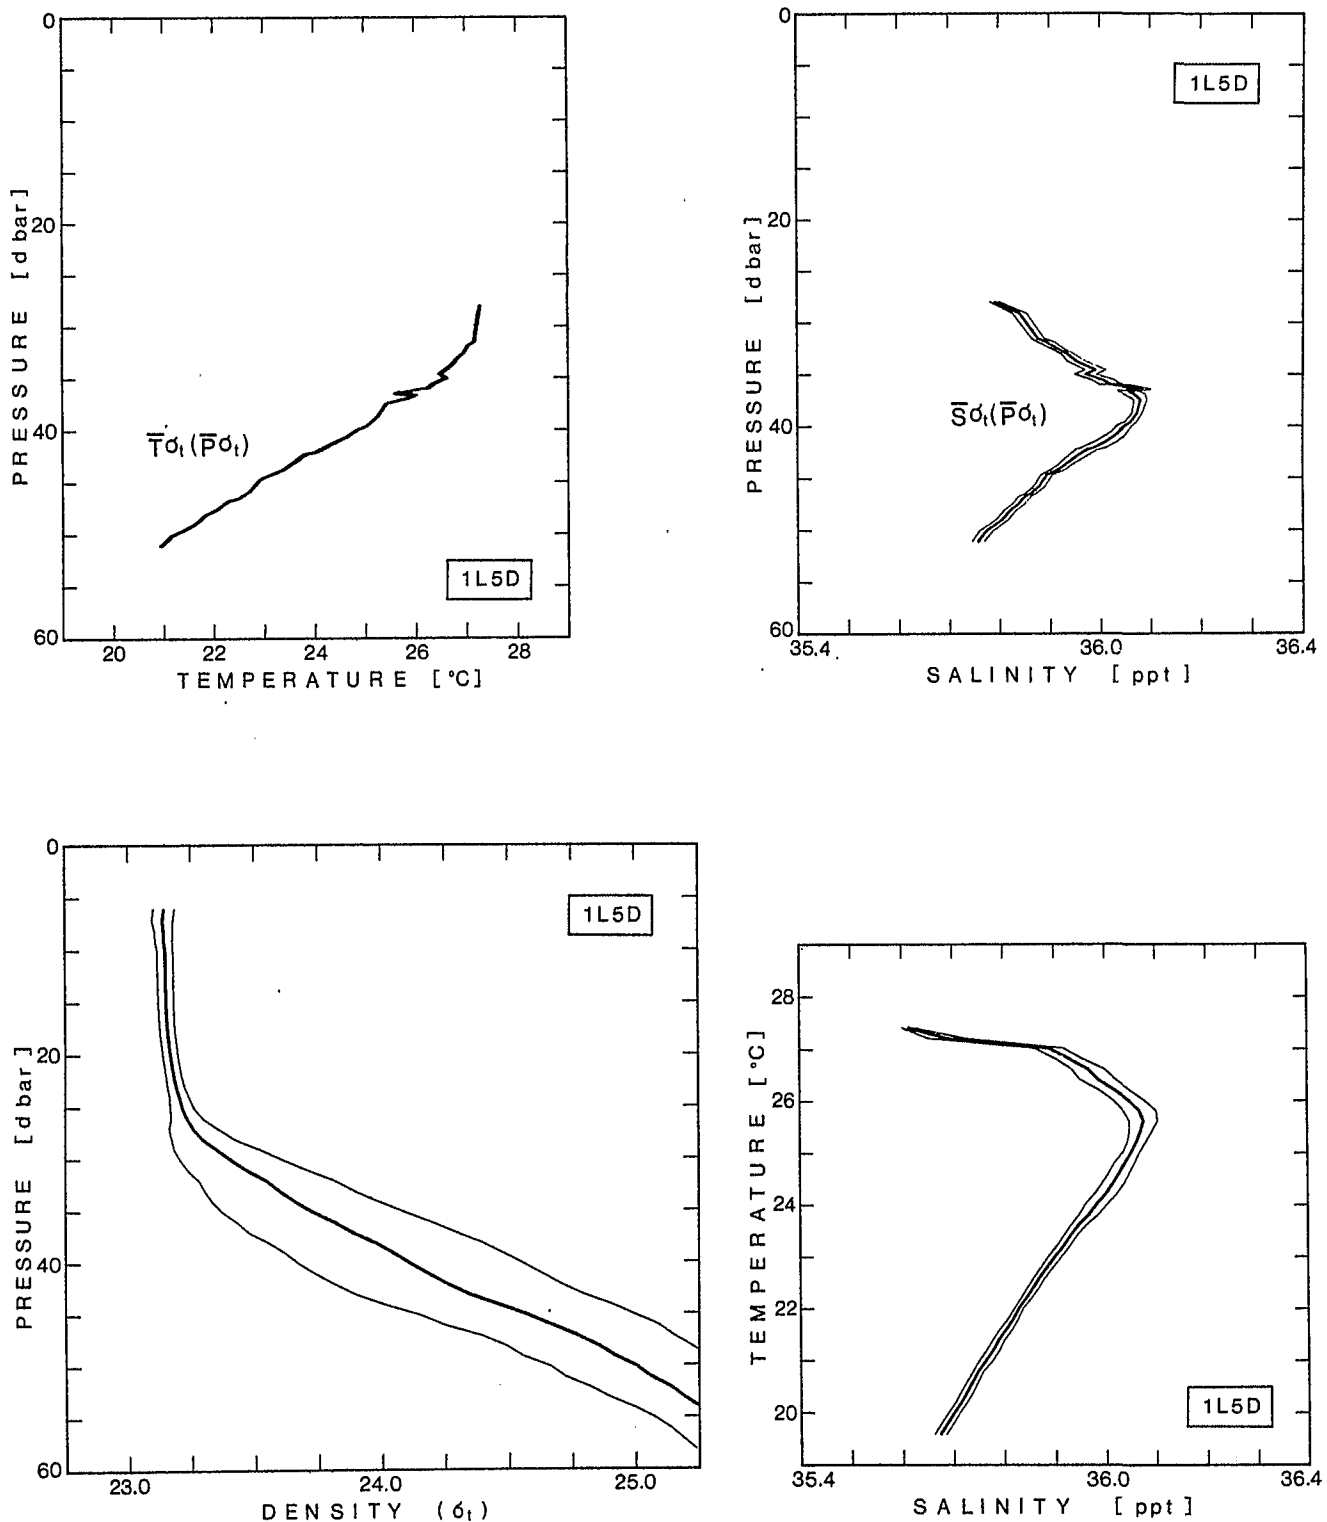 0
20
40
60
PRESSURE [dbar]
T̅σt(P̅σt)
1L5D
20 22 24 26 28
TEMPERATURE [°C]
0
20
40
60
PRESSURE [dbar]
1L5D
S̅σt(P̅σt)
35.4 36.0 36.4
SALINITY [ppt]
0
20
40
60
PRESSURE [dbar]
1L5D
23.0 24.0 25.0
DENSITY (σt)
28
26
24
22
20
TEMPERATURE [°C]
1L5D
35.4 36.0 36.4
SALINITY [ppt]